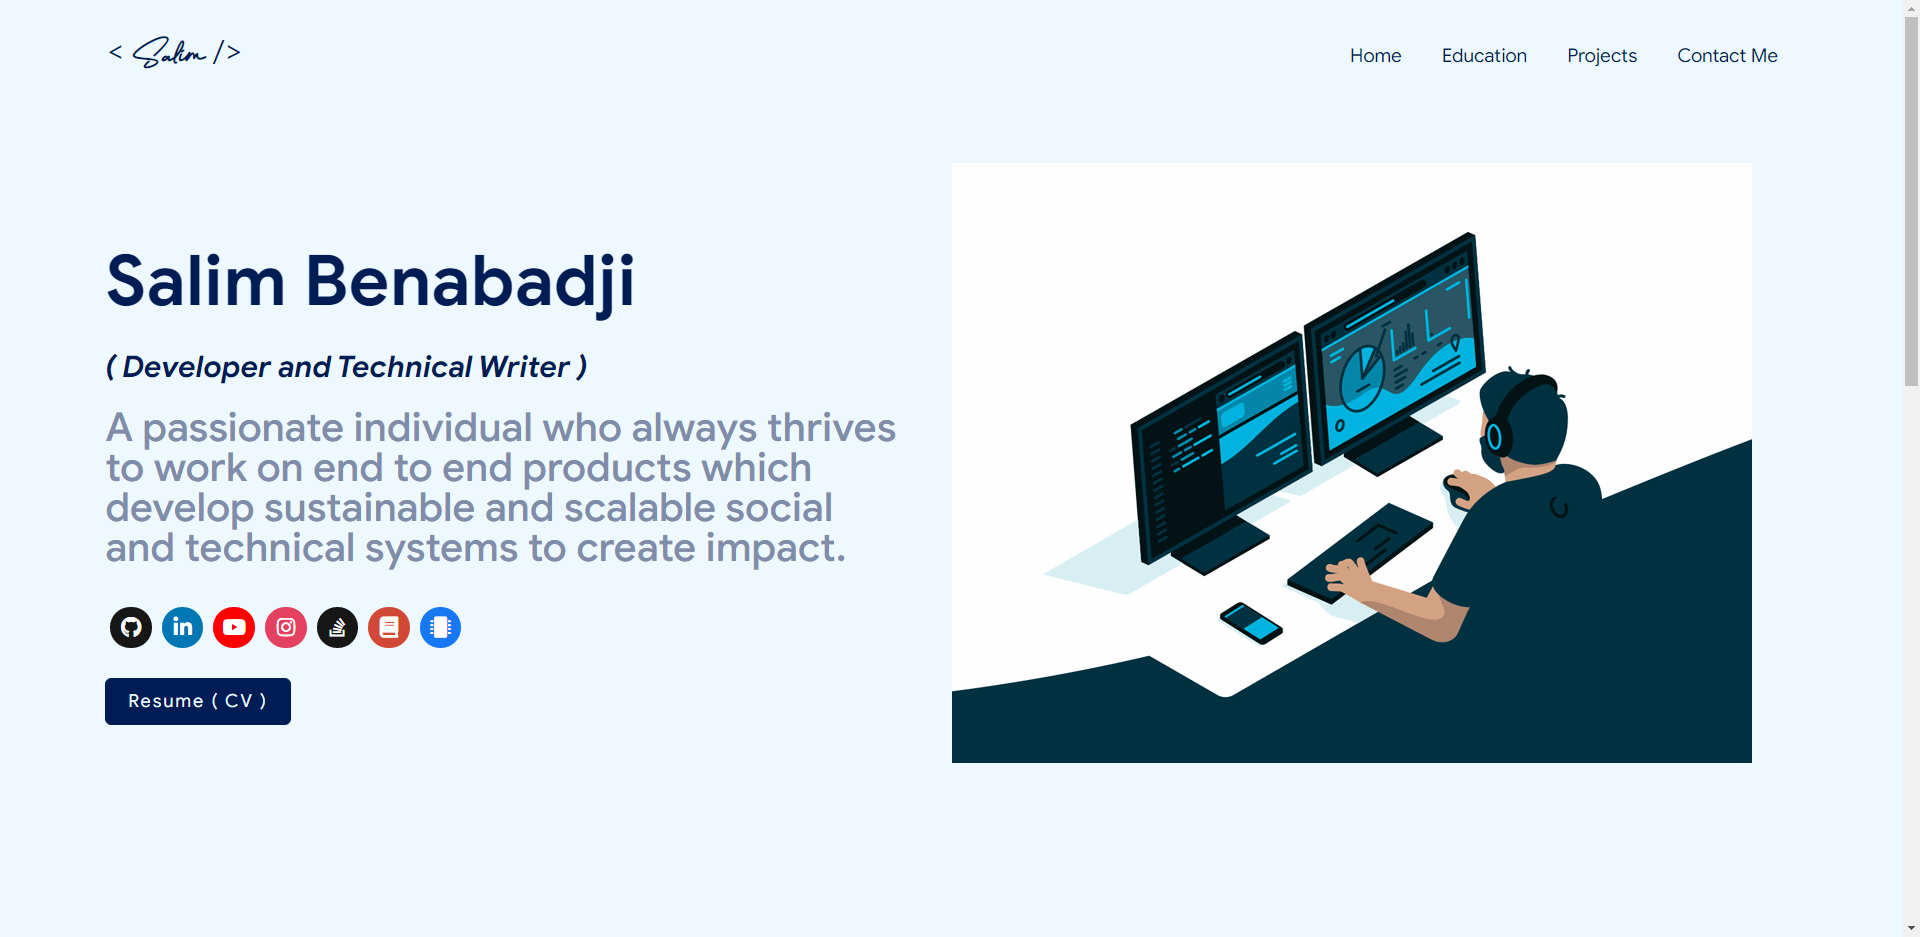 < Salim />
Home Education Projects Contact Me
Salim Benabadji
( Developer and Technical Writer )
A passionate individual who always thrives
to work on end to end products which
develop sustainable and scalable social
and technical systems to create impact.
in
Resume ( CV )